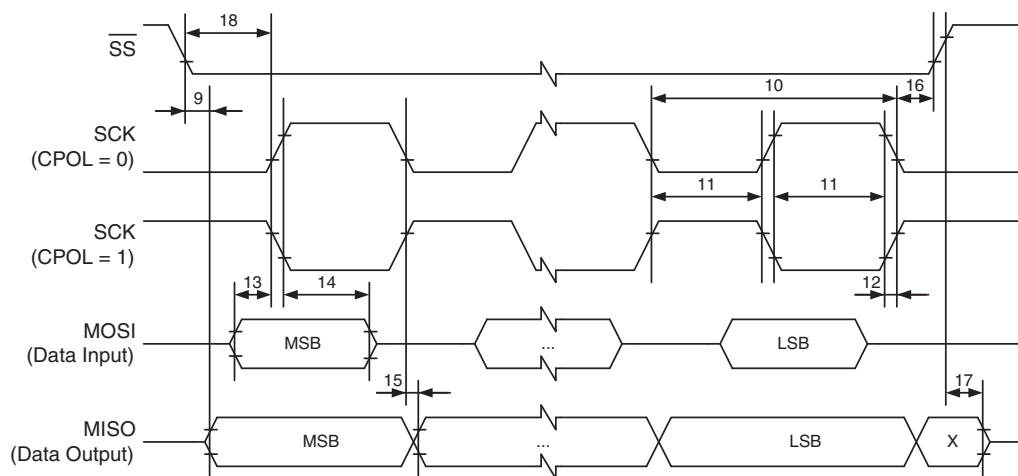 18
SS
10
9
16
SCK
(CPOL = 0)
11
11
SCK
(CPOL = 1)
13
14
12
MOSI
(Data Input)
MSB
...
LSB
15
17
MISO
(Data Output)
MSB
...
LSB
X